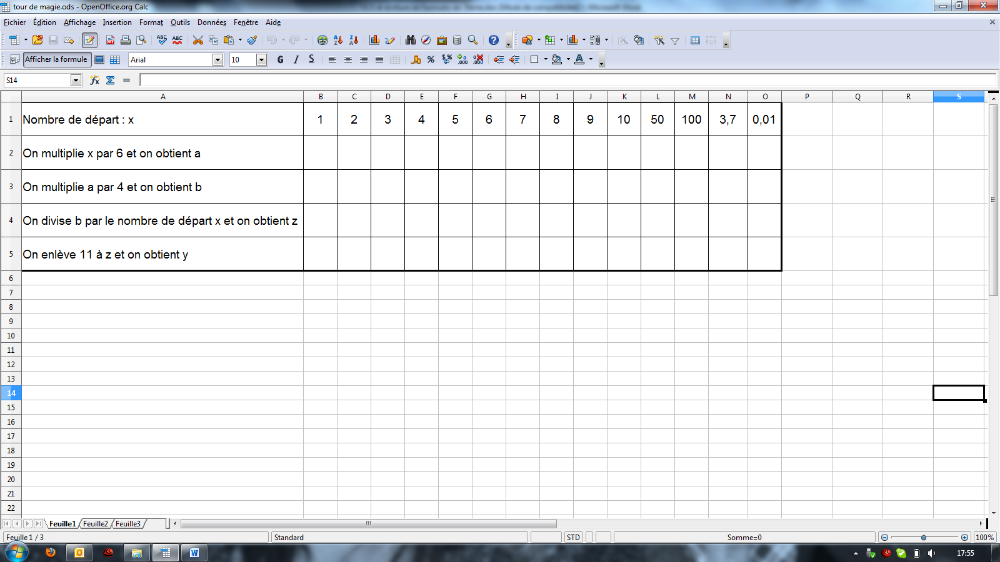 tour de magie.ods - OpenOffice.org Calc
Fichier Édition Affichage Insertion Format Outils Données Fenêtre Aide
Afficher la formule Arial 10 G I S
S14
A B C D E F G H I J K L M N O P Q R S
1 Nombre de départ : x 1 2 3 4 5 6 7 8 9 10 50 100 3,7 0,01
2 On multiplie x par 6 et on obtient a
3 On multiplie a par 4 et on obtient b
4 On divise b par le nombre de départ x et on obtient z
5 On enlève 11 à z et on obtient y
6
7
8
9
10
11
12
13
14
15
16
17
18
19
20
21
22
Feuille1 Feuille2 Feuille3
Feuille 1 / 3 Standard STD Somme=0 100%
17:55